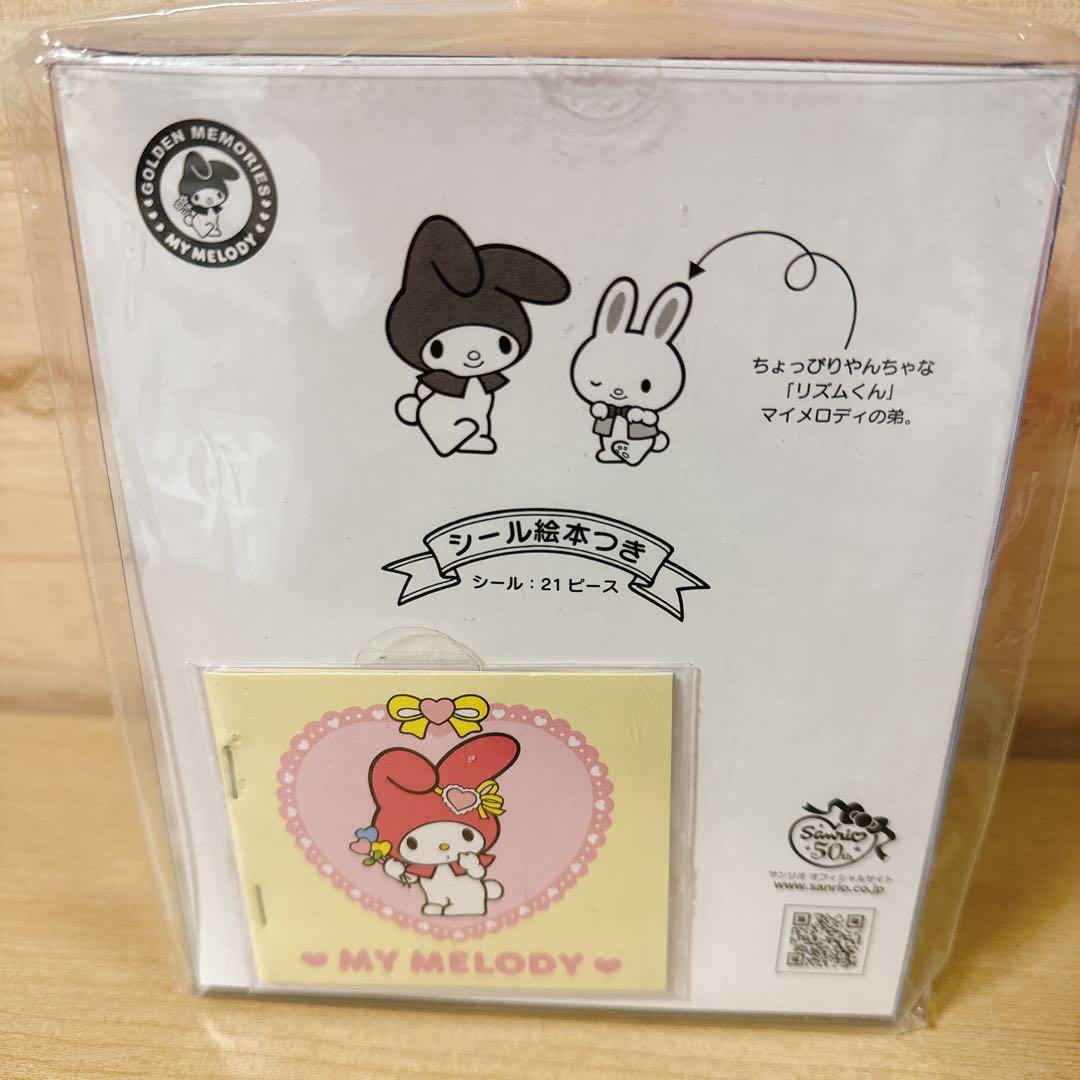 GOLDEN MEMORIES
MY MELODY
ちょっぴりやんちゃな
「リズムくん」
マイメロディの弟。
シール絵本つき
シール：21ピース
MY MELODY
Sanrio
50th
サンリオ オフィシャルサイト
www.sanrio.co.jp